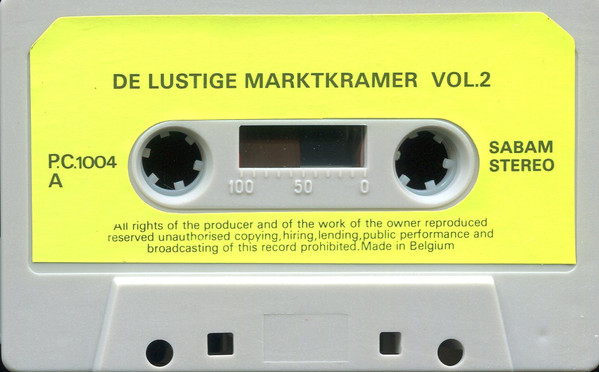 DE LUSTIGE MARKTKRAMER VOL.2
P.C.1004
A
SABAM
STEREO
100 50 0
All rights of the producer and of the work of the owner reproduced
reserved unauthorised copying,hiring,lending,public performance and
broadcasting of this record prohibited.Made in Belgium